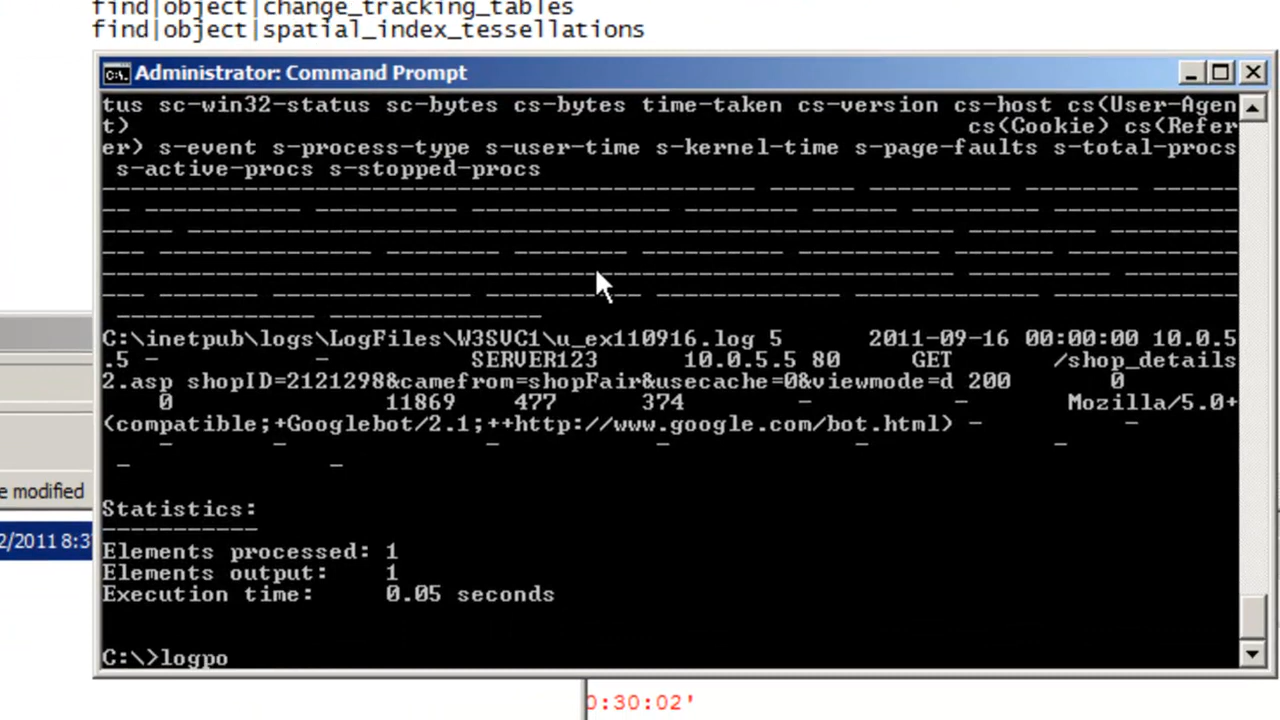 find|object|change_tracking_tables
find|object|spatial_index_tessellations
Administrator: Command Prompt
tus sc-win32-status sc-bytes cs-bytes time-taken cs-version cs-host cs(User-Agen
t) cs(Cookie) cs(Refer
er) s-event s-process-type s-user-time s-kernel-time s-page-faults s-total-procs
s-active-procs s-stopped-procs
C:\inetpub\logs\LogFiles\W3SVC1\u_ex110916.log 5 2011-09-16 00:00:00 10.0.5
.5 - - SERVER123 10.0.5.5 80 GET /shop_details
2.asp shopID=2121298&camefrom=shopFair&usecache=0&viewmode=d 200 0
0 11869 477 374 - - Mozilla/5.0+
(compatible;+Googlebot/2.1;++http://www.google.com/bot.html) - -
- - - - - - -
- -
Statistics:
-----------
Elements processed: 1
Elements output: 1
Execution time: 0.05 seconds
C:\>logpo
e modified
2/2011 8:3
0:30:02'